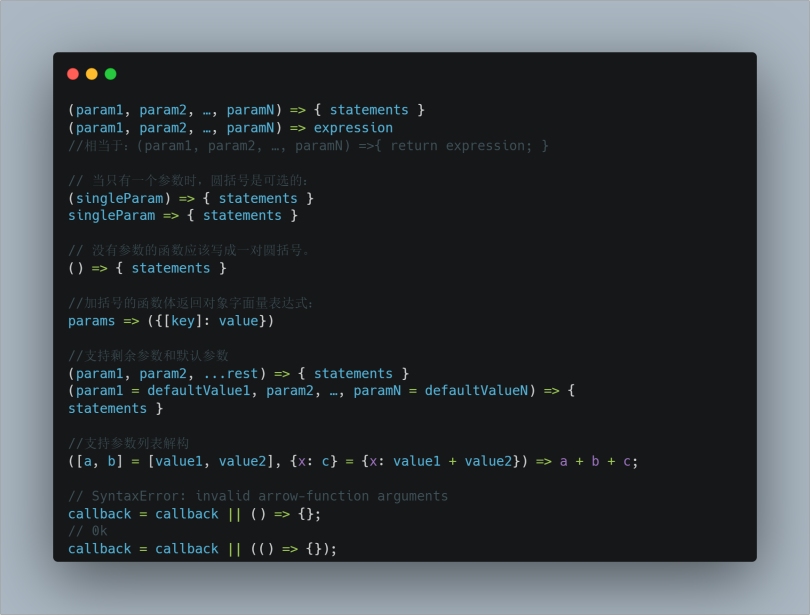 (param1, param2, …, paramN) => { statements }
(param1, param2, …, paramN) => expression
//相当于：(param1, param2, …, paramN) =>{ return expression; }
// 当只有一个参数时，圆括号是可选的：
(singleParam) => { statements }
singleParam => { statements }
// 没有参数的函数应该写成一对圆括号。
() => { statements }
//加括号的函数体返回对象字面量表达式：
params => ({[key]: value})
//支持剩余参数和默认参数
(param1, param2, ...rest) => { statements }
(param1 = defaultValue1, param2, …, paramN = defaultValueN) => {
statements }
//支持参数列表解构
([a, b] = [value1, value2], {x: c} = {x: value1 + value2}) => a + b + c;
// SyntaxError: invalid arrow-function arguments
callback = callback || () => {};
// 0k
callback = callback || (() => {});